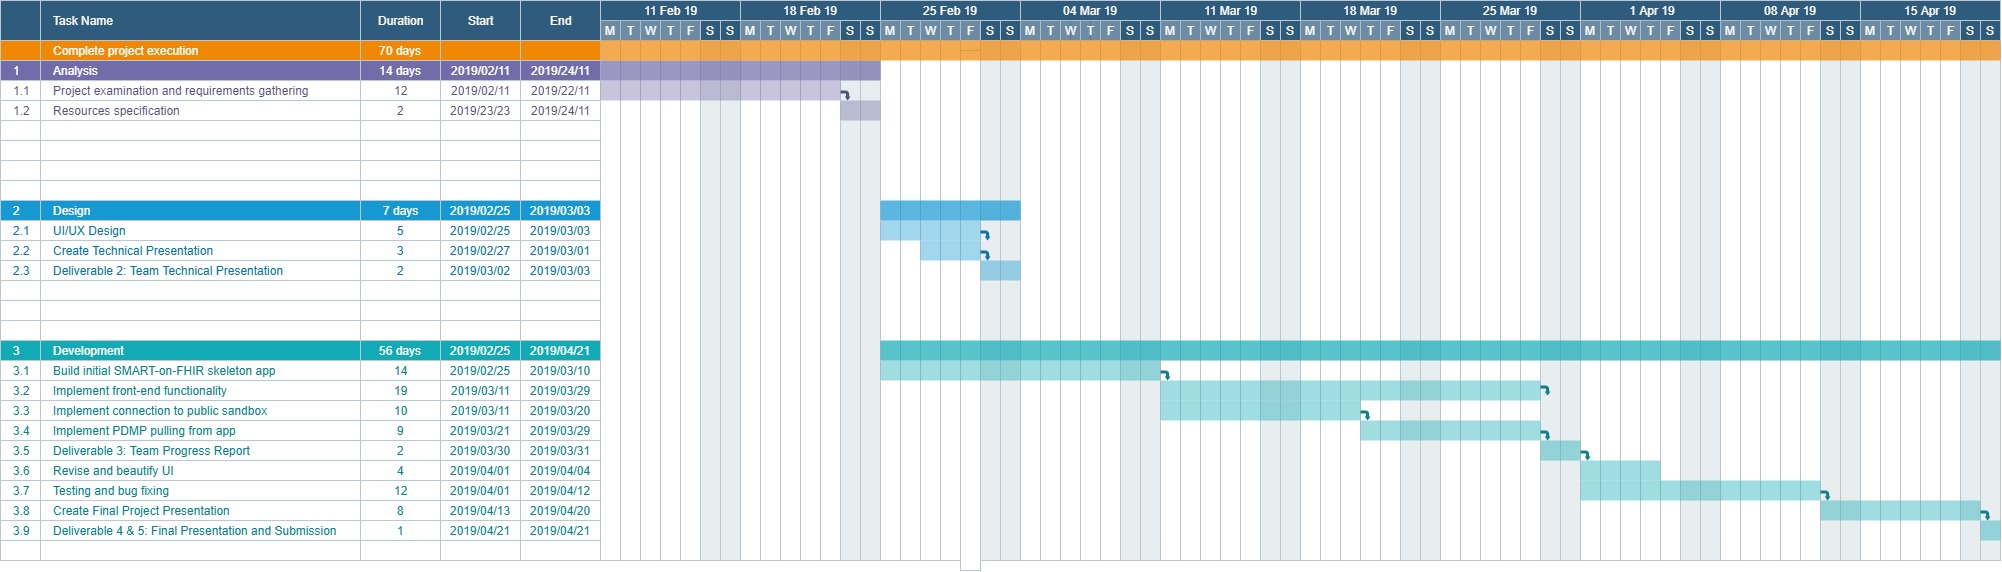 Task Name Duration Start End 11 Feb 19 18 Feb 19 25 Feb 19 04 Mar 19 11 Mar 19 18 Mar 19 25 Mar 19 1 Apr 19 08 Apr 19 15 Apr 19
M T W T F S S M T W T F S S M T W T F S S M T W T F S S M T W T F S S M T W T F S S M T W T F S S M T W T F S S M T W T F S S M T W T F S S
Complete project execution 70 days
1 Analysis 14 days 2019/02/11 2019/24/11
1.1 Project examination and requirements gathering 12 2019/02/11 2019/22/11
1.2 Resources specification 2 2019/23/23 2019/24/11
2 Design 7 days 2019/02/25 2019/03/03
2.1 UI/UX Design 5 2019/02/25 2019/03/03
2.2 Create Technical Presentation 3 2019/02/27 2019/03/01
2.3 Deliverable 2: Team Technical Presentation 2 2019/03/02 2019/03/03
3 Development 56 days 2019/02/25 2019/04/21
3.1 Build initial SMART-on-FHIR skeleton app 14 2019/02/25 2019/03/10
3.2 Implement front-end functionality 19 2019/03/11 2019/03/29
3.3 Implement connection to public sandbox 10 2019/03/11 2019/03/20
3.4 Implement PDMP pulling from app 9 2019/03/21 2019/03/29
3.5 Deliverable 3: Team Progress Report 2 2019/03/30 2019/03/31
3.6 Revise and beautify UI 4 2019/04/01 2019/04/04
3.7 Testing and bug fixing 12 2019/04/01 2019/04/12
3.8 Create Final Project Presentation 8 2019/04/13 2019/04/20
3.9 Deliverable 4 & 5: Final Presentation and Submission 1 2019/04/21 2019/04/21